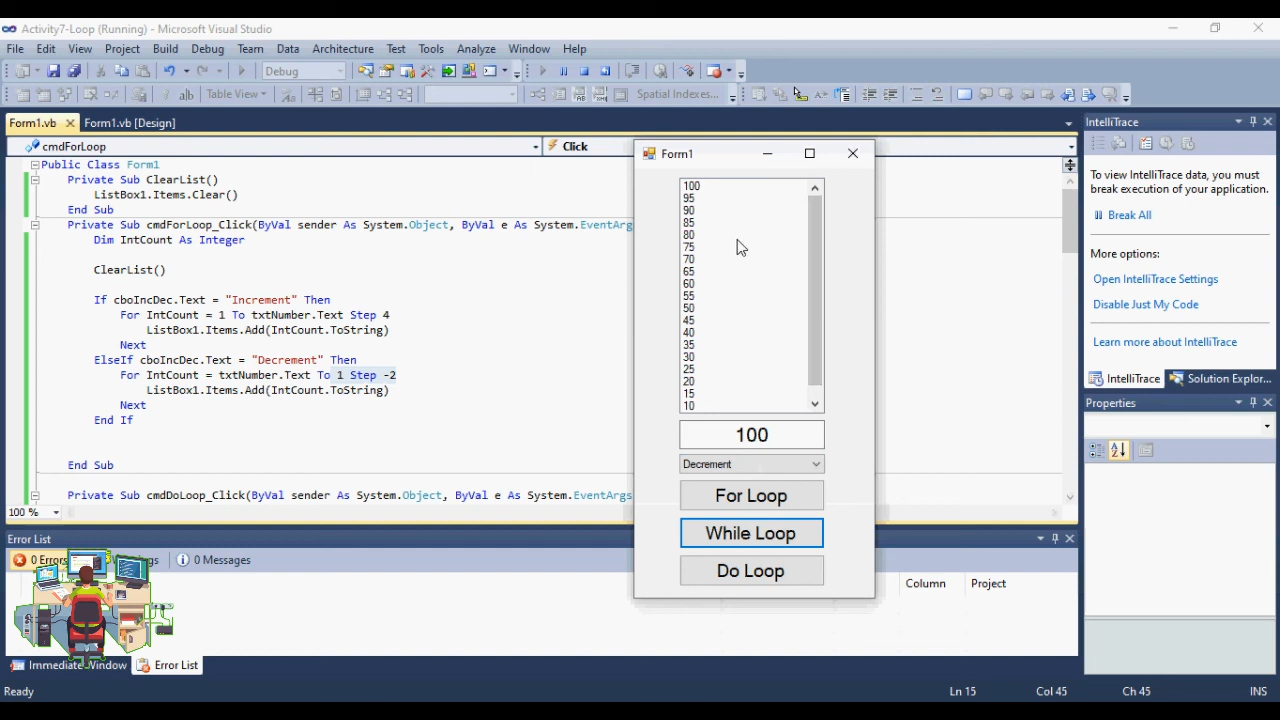 Activity7-Loop (Running) - Microsoft Visual Studio
File Edit View Project Build Debug Team Data Architecture Test Tools Analyze Window Help
Debug
Table View Spatial Indexes...
Form1.vb Form1.vb [Design]
cmdForLoop Click
Public Class Form1
Private Sub ClearList()
ListBox1.Items.Clear()
End Sub
Private Sub cmdForLoop_Click(ByVal sender As System.Object, ByVal e As System.EventArgs
Dim IntCount As Integer
ClearList()
If cboIncDec.Text = "Increment" Then
For IntCount = 1 To txtNumber.Text Step 4
ListBox1.Items.Add(IntCount.ToString)
Next
ElseIf cboIncDec.Text = "Decrement" Then
For IntCount = txtNumber.Text To 1 Step -2
ListBox1.Items.Add(IntCount.ToString)
Next
End If
End Sub
Private Sub cmdDoLoop_Click(ByVal sender As System.Object, ByVal e As System.EventArgs
100 %
Form1
100
95
90
85
80
75
70
65
60
55
50
45
40
35
30
25
20
15
10
100
Decrement
For Loop
While Loop
Do Loop
IntelliTrace
To view IntelliTrace data, you must
break execution of your application.
Break All
More options:
Open IntelliTrace Settings
Disable Just My Code
Learn more about IntelliTrace
IntelliTrace Solution Explor...
Properties
Error List
0 Errors 0 Messages
Column Project
Immediate Window Error List
Ready Ln 15 Col 45 Ch 45 INS